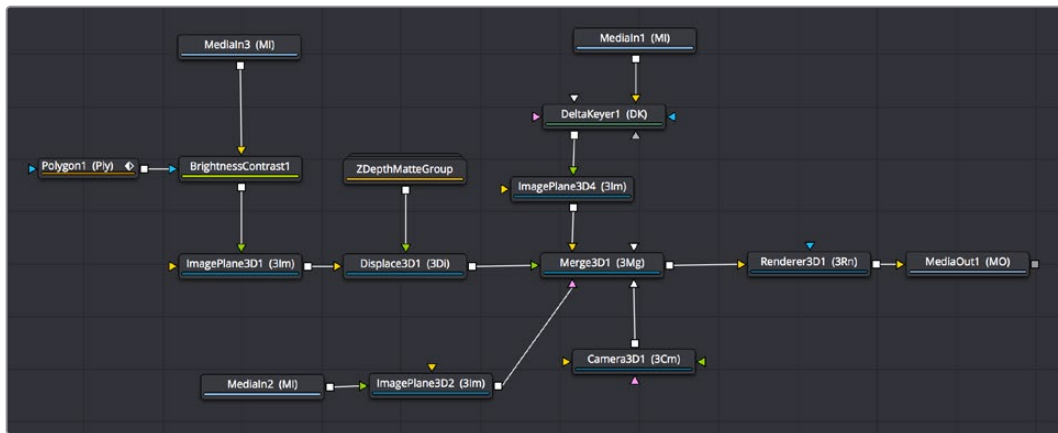 MediaIn3 (MI)
MediaIn1 (MI)
DeltaKeyer1 (DK)
Polygon1 (Ply)
BrightnessContrast1
ZDepthMatteGroup
ImagePlane3D4 (3Im)
ImagePlane3D1 (3Im)
Displace3D1 (3Di)
Merge3D1 (3Mg)
Renderer3D1 (3Rn)
MediaOut1 (MO)
Camera3D1 (3Cm)
MediaIn2 (MI)
ImagePlane3D2 (3Im)